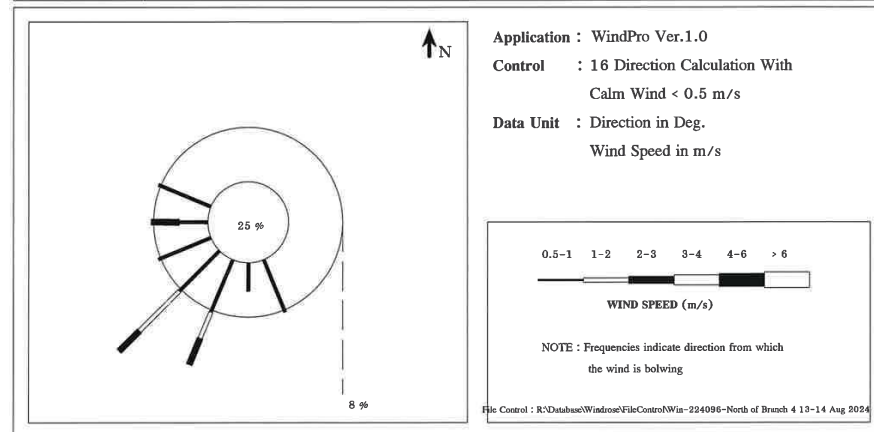 N
25 %
8 %
Application : WindPro Ver.1.0
Control : 16 Direction Calculation With
Calm Wind < 0.5 m/s
Data Unit : Direction in Deg.
Wind Speed in m/s
0.5-1 1-2 2-3 3-4 4-6 > 6
WIND SPEED (m/s)
NOTE : Frequencies indicate direction from which
the wind is bolwing
File Control : R:\Database\Windrose\FileControl\Win-224096-North of Branch 4 13-14 Aug 2024